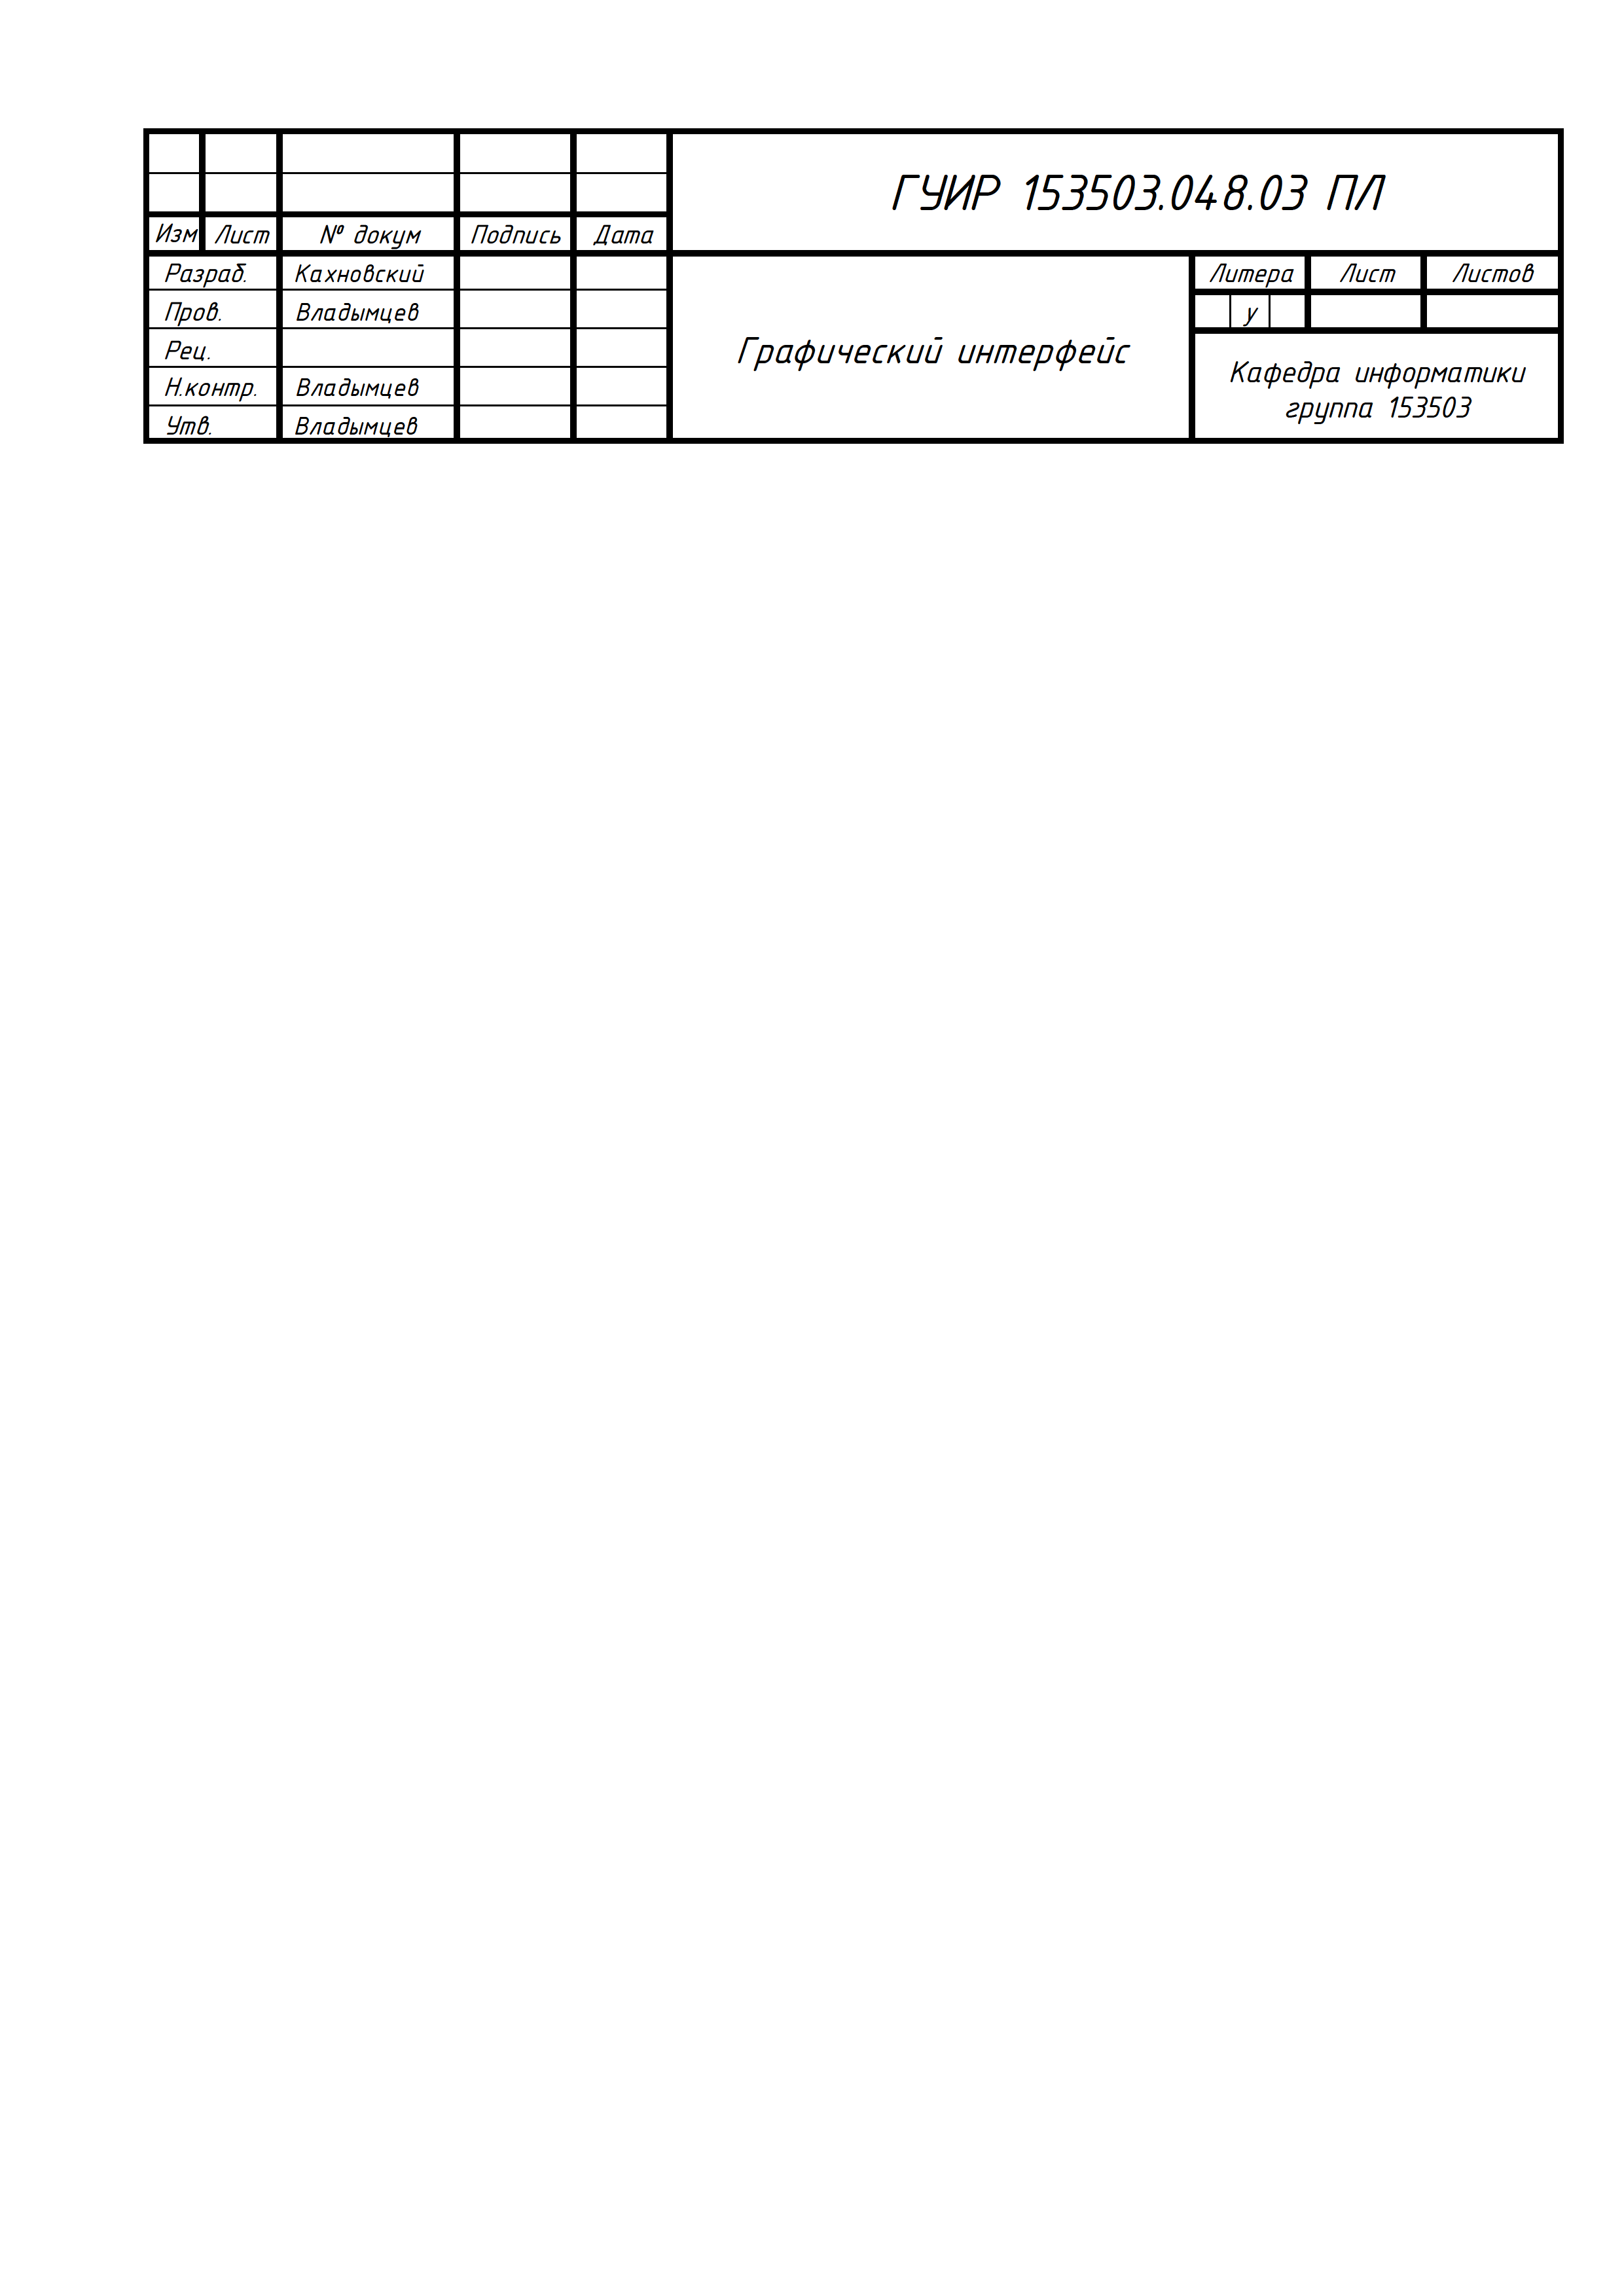 ГУИР 153503.048.03 ПЛ
Изм Лист № докум Подпись Дата
Разраб. Кахновский
Литера Лист Листов
Пров. Владымцев
у
Рец.
Графический интерфейс
Н.контр. Владымцев
Кафедра информатики
группа 153503
Утв. Владымцев